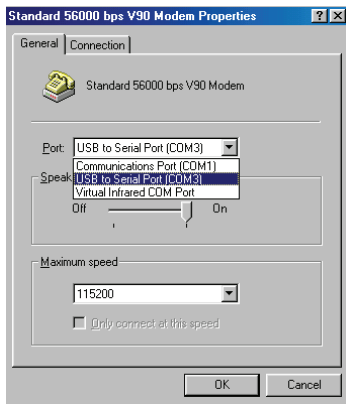 Standard 56000 bps V90 Modem Properties
General Connection
Standard 56000 bps V90 Modem
Port: USB to Serial Port (COM3)
Communications Port (COM1)
Speak USB to Serial Port (COM3)
Virtual Infrared COM Port
Off On
Maximum speed
115200
Only connect at this speed
OK Cancel